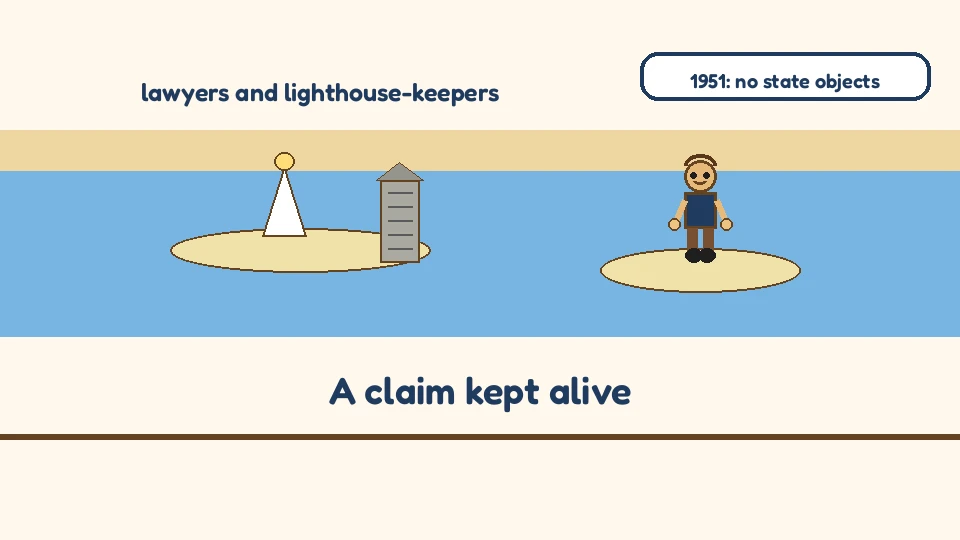 lawyers and lighthouse-keepers
1951: no state objects
A claim kept alive